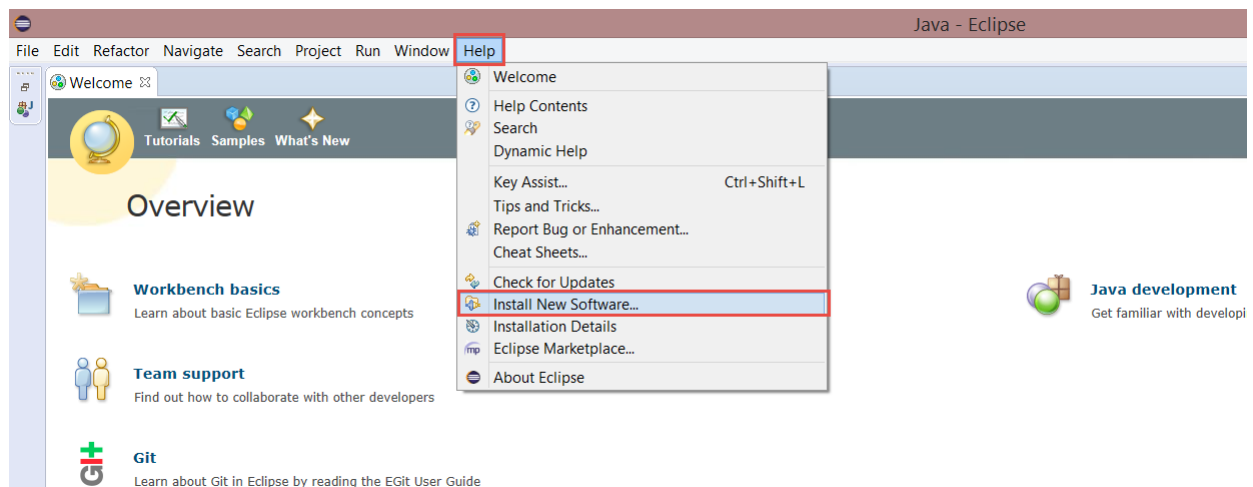 Java - Eclipse
File Edit Refactor Navigate Search Project Run Window Help
Welcome
Tutorials Samples What's New
Overview
Workbench basics
Learn about basic Eclipse workbench concepts
Team support
Find out how to collaborate with other developers
Git
Git
Learn about Git in Eclipse by reading the EGit User Guide
Welcome
Help Contents
Search
Dynamic Help
Key Assist... Ctrl+Shift+L
Tips and Tricks...
Report Bug or Enhancement...
Cheat Sheets...
Check for Updates
Install New Software...
Installation Details
mp Eclipse Marketplace...
About Eclipse
Java development
Get familiar with developi